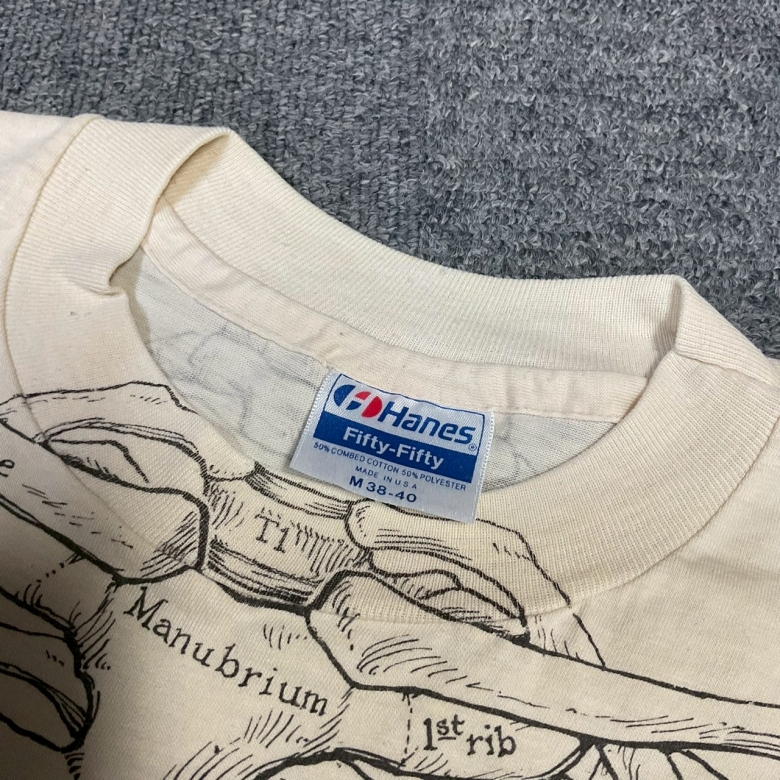 Hanes®
Fifty-Fifty
50% COMBED COTTON 50% POLYESTER
MADE IN U.S.A
M 38-40
e
T1
Manubrium
1st rib